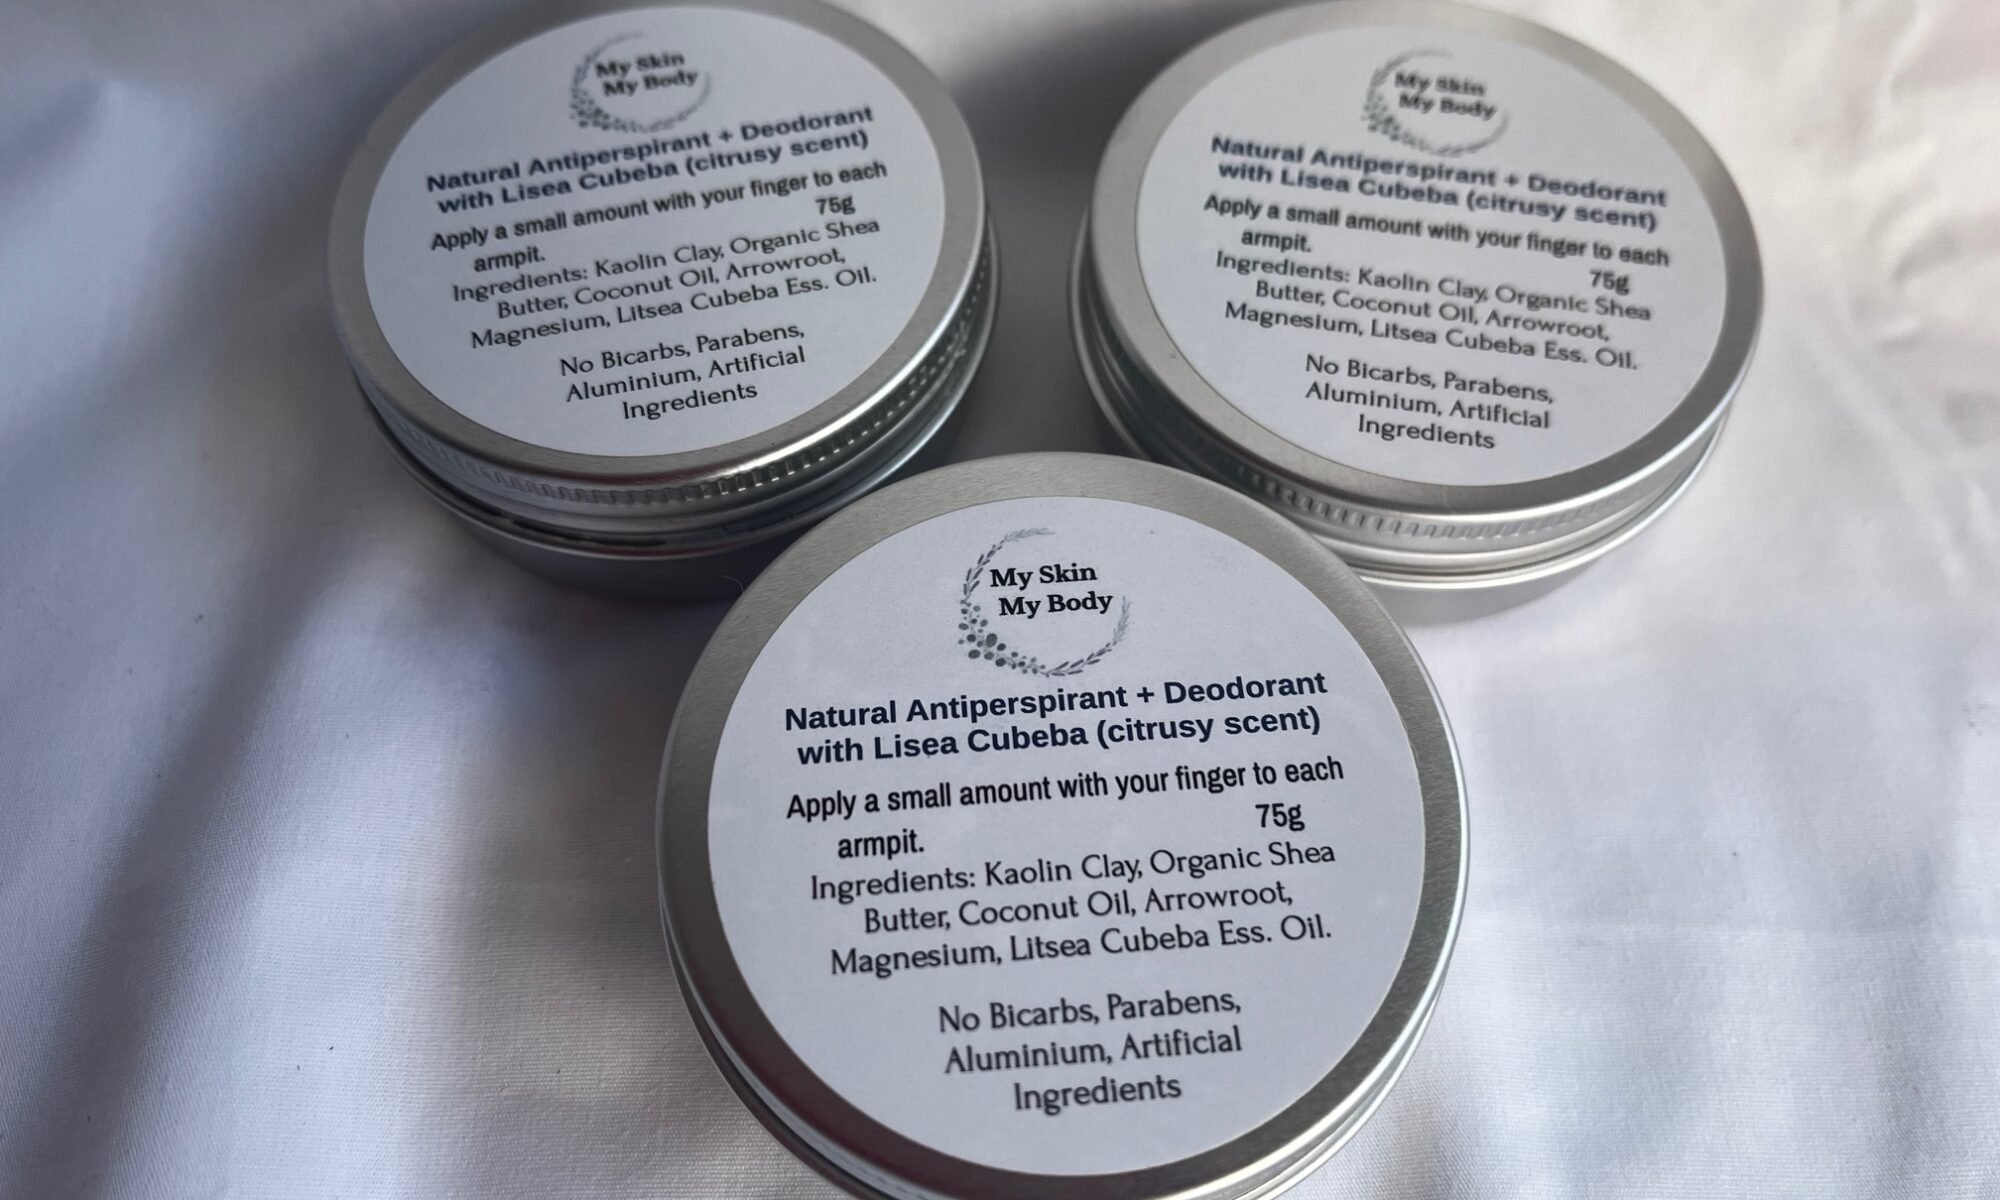 My Skin
My Body
Natural Antiperspirant + Deodorant
with Lisea Cubeba (citrusy scent)
Apply a small amount with your finger to each
armpit. 75g
Ingredients: Kaolin Clay, Organic Shea
Butter, Coconut Oil, Arrowroot,
Magnesium, Litsea Cubeba Ess. Oil.
No Bicarbs, Parabens,
Aluminium, Artificial
Ingredients
My Skin
My Body
Natural Antiperspirant + Deodorant
with Lisea Cubeba (citrusy scent)
Apply a small amount with your finger to each
armpit. 75g
Ingredients: Kaolin Clay, Organic Shea
Butter, Coconut Oil, Arrowroot,
Magnesium, Litsea Cubeba Ess. Oil.
No Bicarbs, Parabens,
Aluminium, Artificial
Ingredients
My Skin
My Body
Natural Antiperspirant + Deodorant
with Lisea Cubeba (citrusy scent)
Apply a small amount with your finger to each
armpit. 75g
Ingredients: Kaolin Clay, Organic Shea
Butter, Coconut Oil, Arrowroot,
Magnesium, Litsea Cubeba Ess. Oil.
No Bicarbs, Parabens,
Aluminium, Artificial
Ingredients